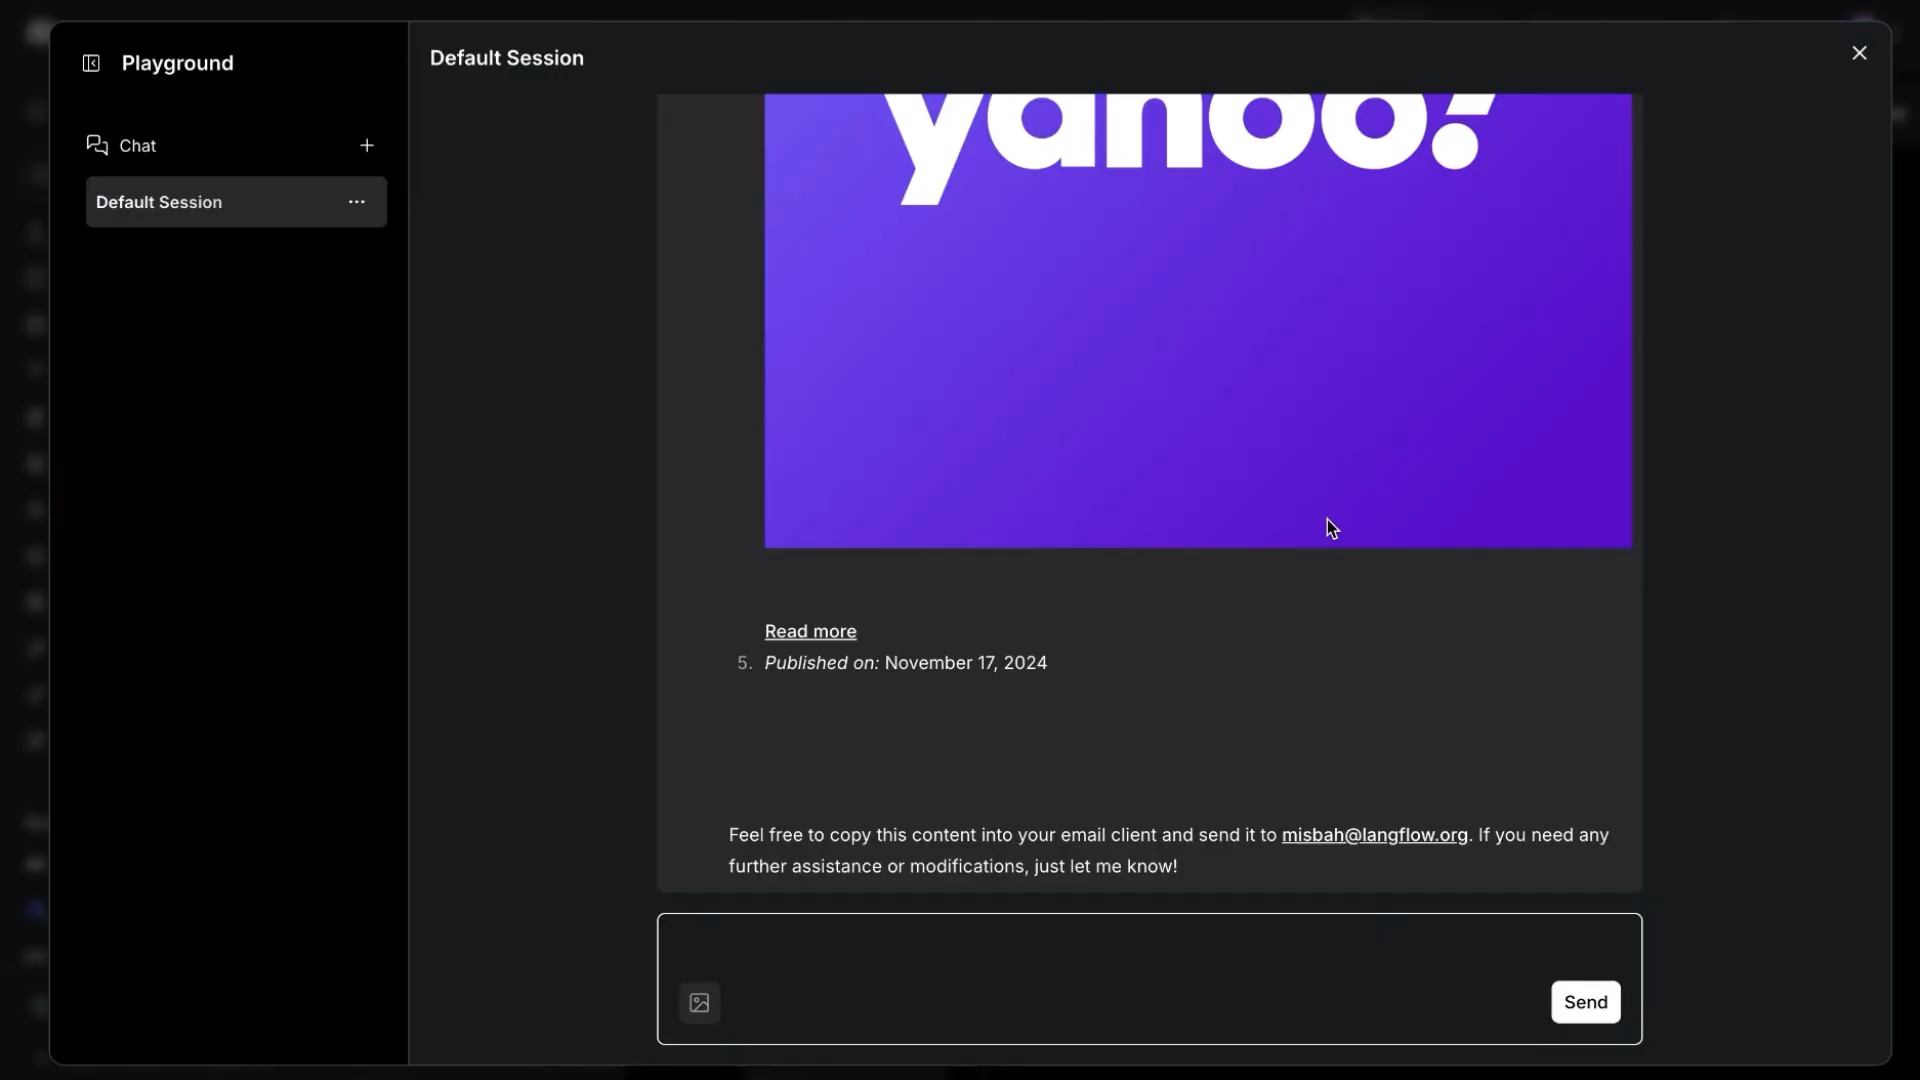 Playground
Default Session
Chat
Default Session
yahoo!
Read more
5. Published on: November 17, 2024
Feel free to copy this content into your email client and send it to misbah@langflow.org. If you need any
further assistance or modifications, just let me know!
Send